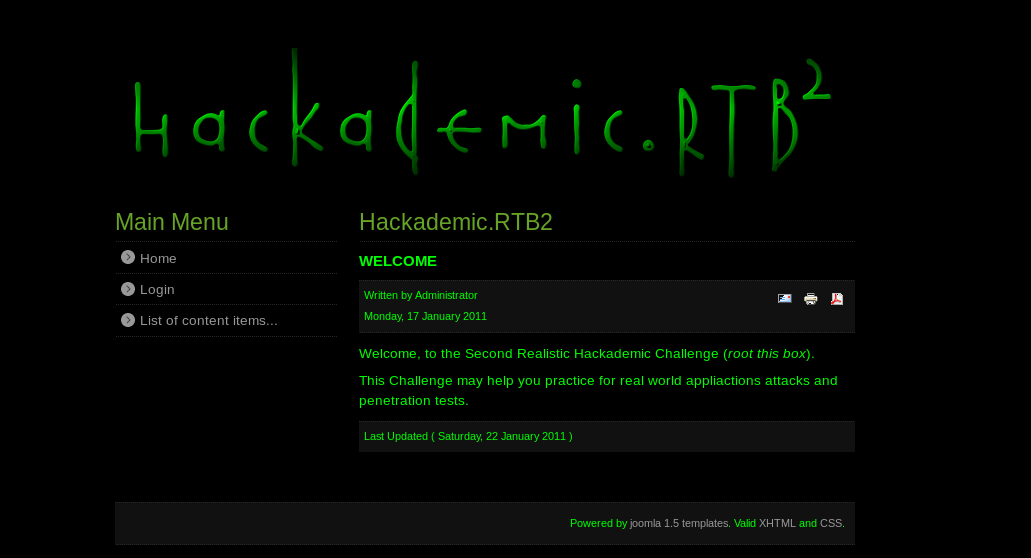 Hackademic.RTB2
Main Menu
Home
Login
List of content items...
Hackademic.RTB2
WELCOME
Written by Administrator
Monday, 17 January 2011
Welcome, to the Second Realistic Hackademic Challenge (root this box).
This Challenge may help you practice for real world appliactions attacks and
penetration tests.
Last Updated ( Saturday, 22 January 2011 )
Powered by joomla 1.5 templates. Valid XHTML and CSS.